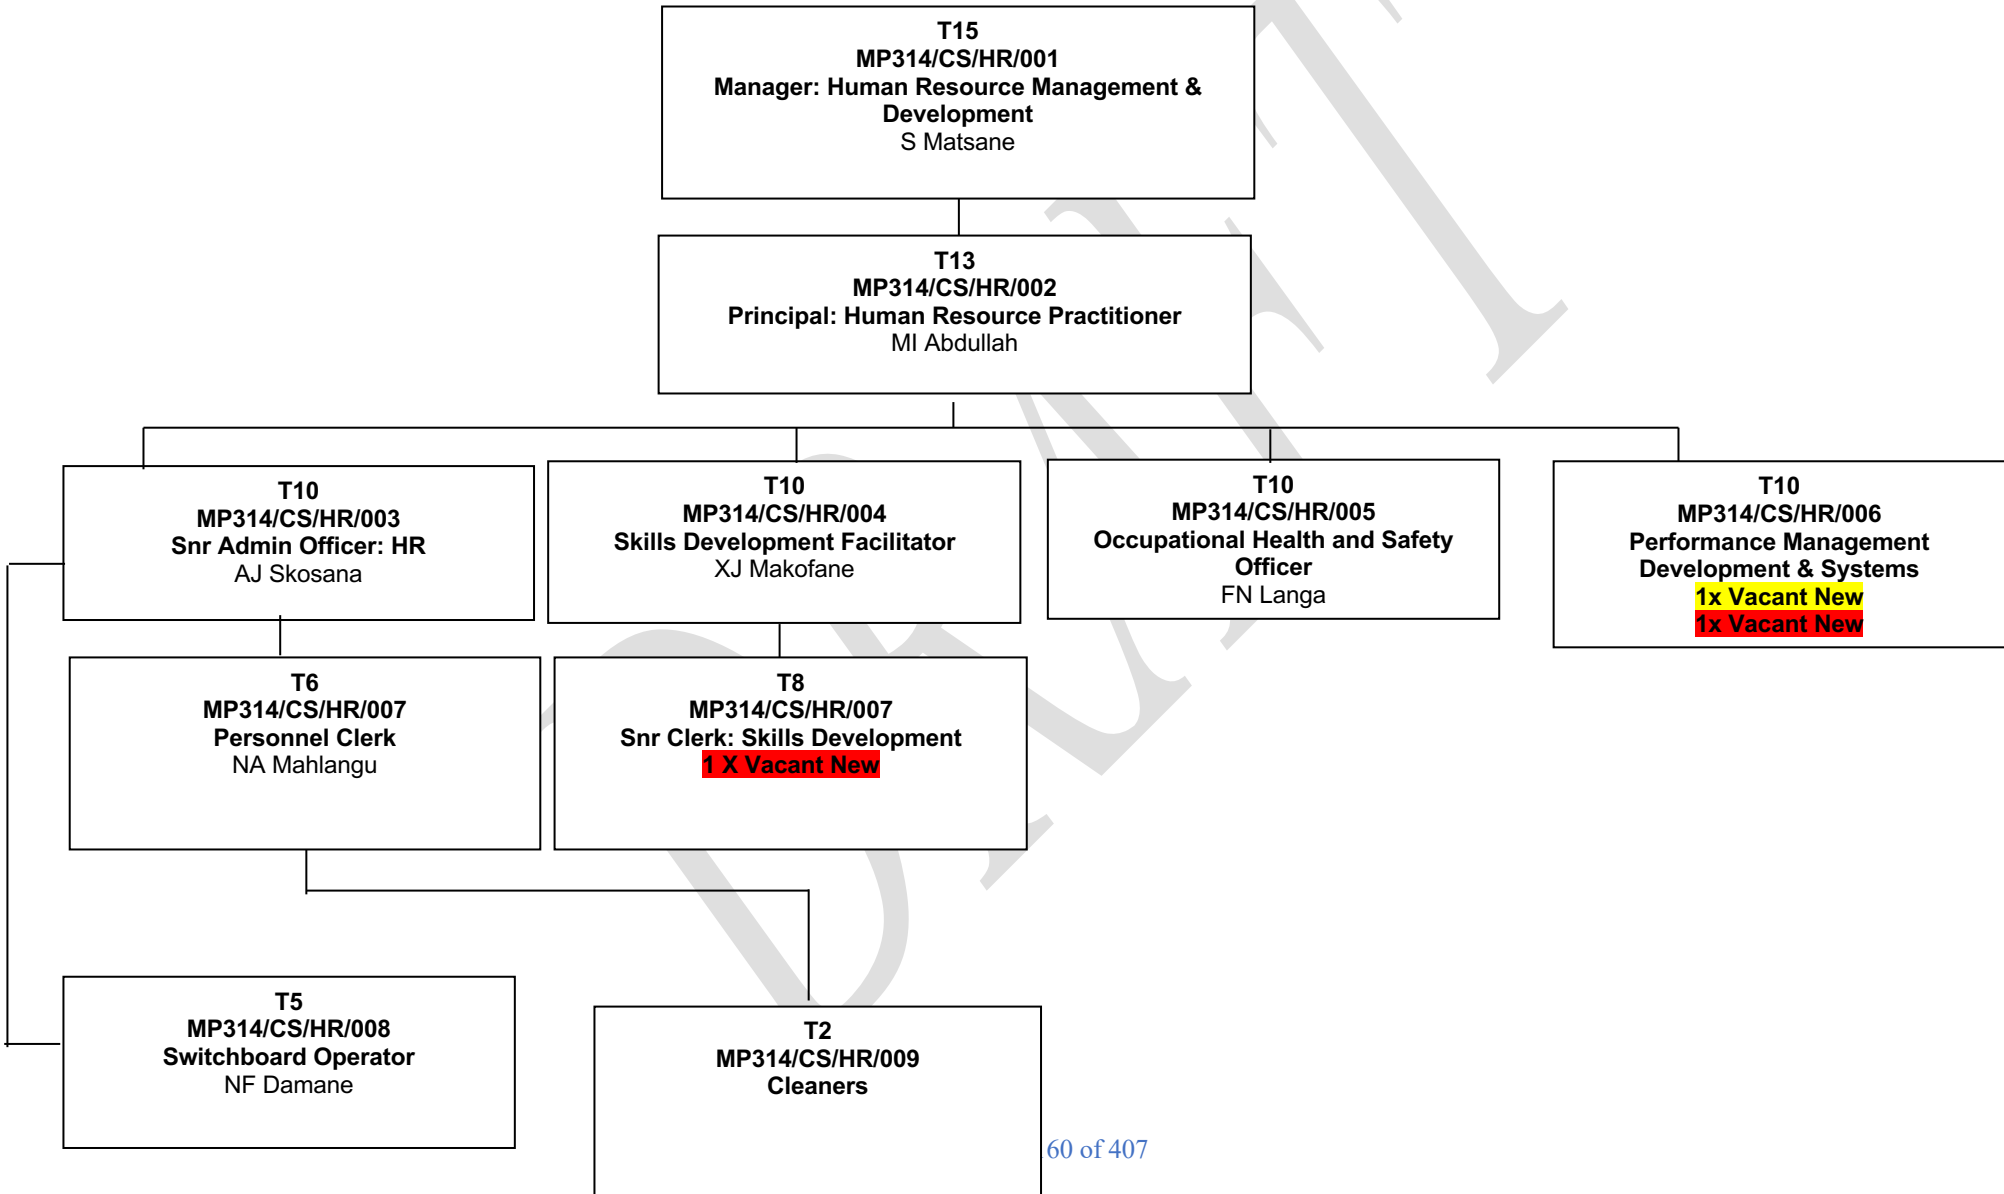 T15
MP314/CS/HR/001
Manager: Human Resource Management &
Development
S Matsane
T13
MP314/CS/HR/002
Principal: Human Resource Practitioner
MI Abdullah
T10
MP314/CS/HR/003
Snr Admin Officer: HR
AJ Skosana
T10
MP314/CS/HR/004
Skills Development Facilitator
XJ Makofane
T10
MP314/CS/HR/005
Occupational Health and Safety
Officer
FN Langa
T10
MP314/CS/HR/006
Performance Management
Development & Systems
1x Vacant New
1x Vacant New
T6
MP314/CS/HR/007
Personnel Clerk
NA Mahlangu
T8
MP314/CS/HR/007
Snr Clerk: Skills Development
1 X Vacant New
T5
MP314/CS/HR/008
Switchboard Operator
NF Damane
T2
MP314/CS/HR/009
Cleaners
60 of 407
DRAFT